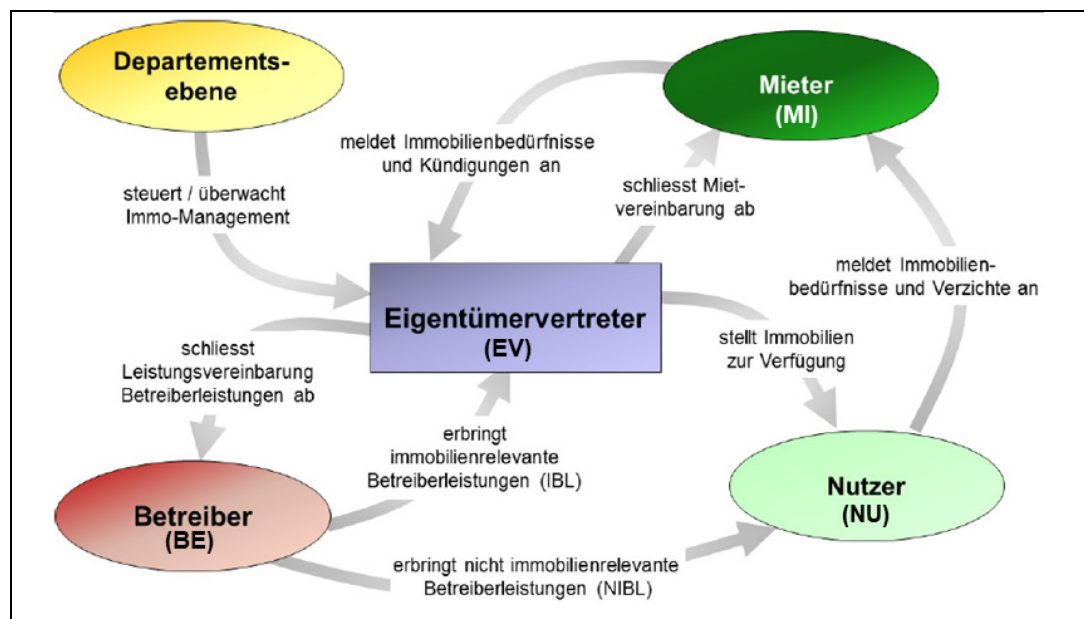 Departements-
ebene
Mieter
(MI)
meldet Immobilienbedürfnisse
und Kündigungen an
steuert / überwacht
Immo-Management
schliesst Miet-
vereinbarung ab
meldet Immobilien-
bedürfnisse und Verzichte an
Eigentümervertreter
(EV)
stellt Immobilien
zur Verfügung
schliesst
Leistungsvereinbarung
Betreiberleistungen ab
erbringt
immobilienrelevante
Betreiberleistungen (IBL)
Betreiber
(BE)
Nutzer
(NU)
erbringt nicht immobilienrelevante
Betreiberleistungen (NIBL)